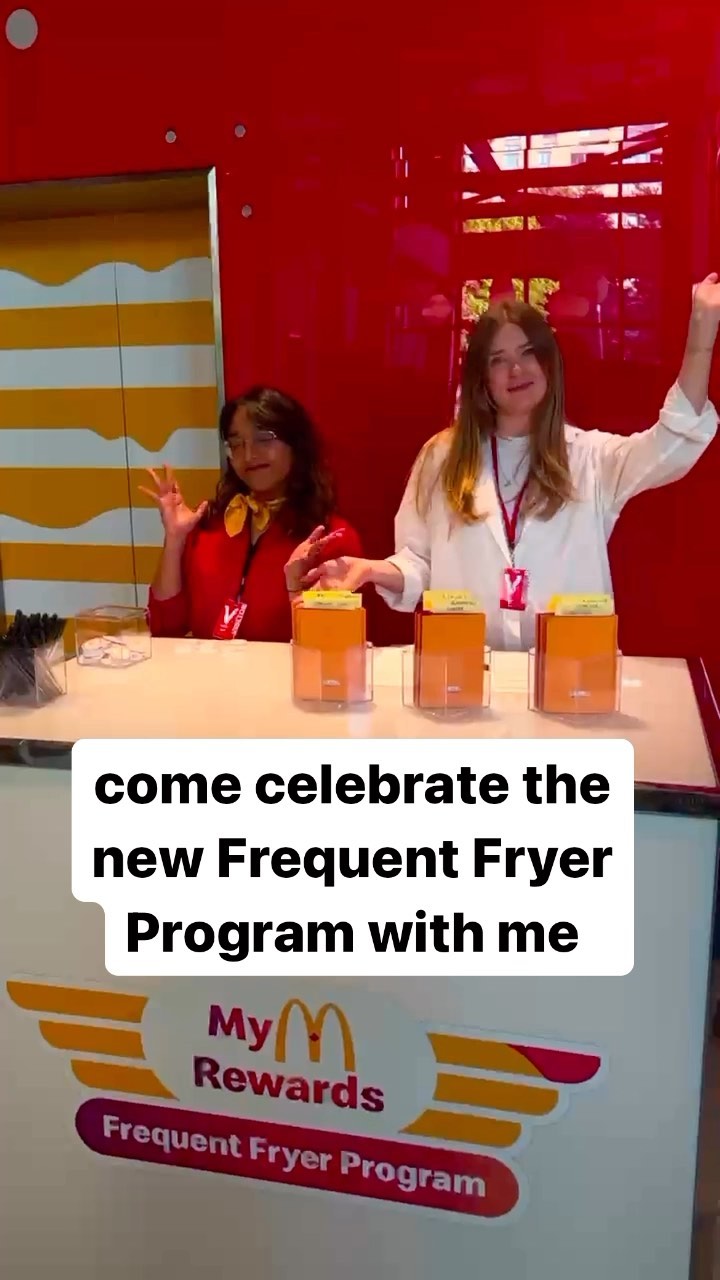 come celebrate the
new Frequent Fryer
Program with me
My
Rewards
Frequent Fryer Program